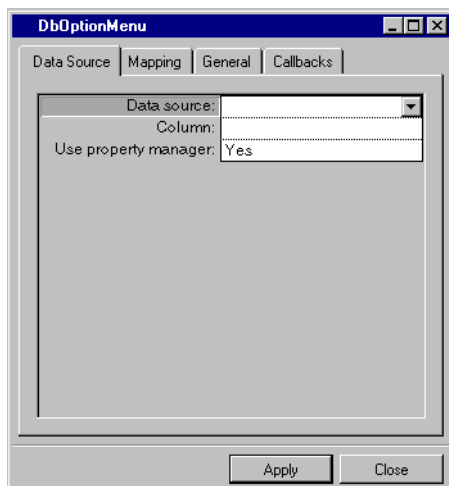 DbOptionMenu
Data Source Mapping General Callbacks
Data source:
Column:
Use property manager: Yes
Apply Close